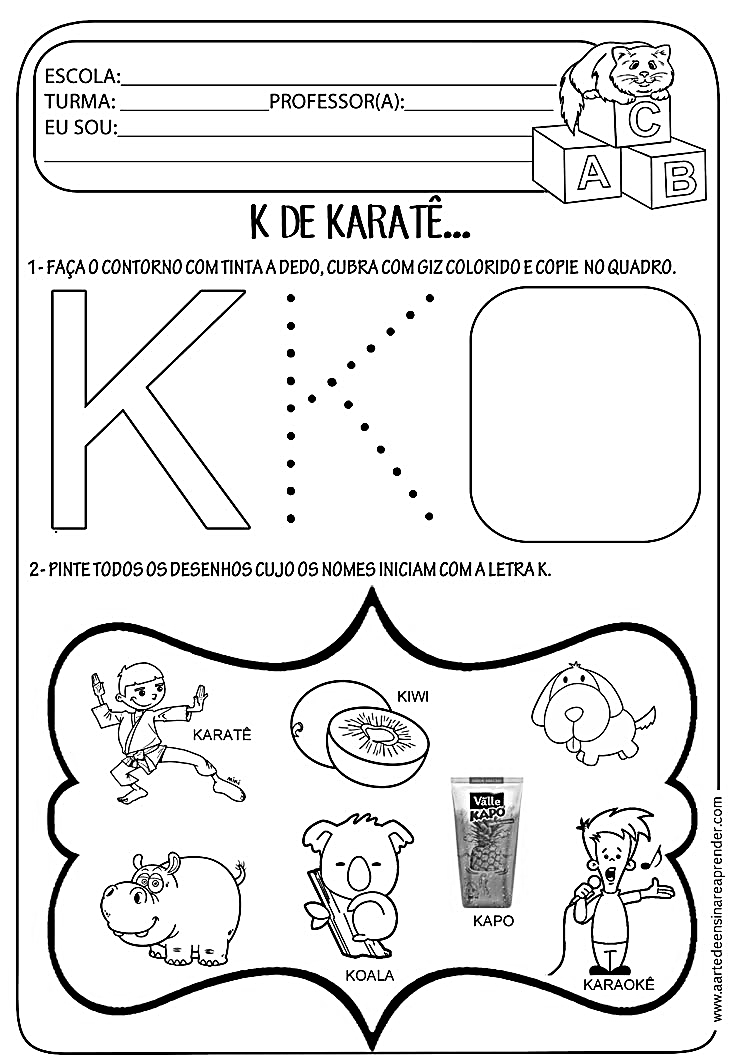 ESCOLA:
TURMA: PROFESSOR(A):
EU SOU:
C
A B
K DE KARATÊ...
1- FAÇA O CONTORNO COM TINTA A DEDO, CUBRA COM GIZ COLORIDO E COPIE NO QUADRO.
K K
2- PINTE TODOS OS DESENHOS CUJO OS NOMES INICIAM COM A LETRA K.
KARATÊ
KIWI
Valle
KAPO
KAPO
KOALA
KARAOKÊ
www.aartedeensinareaprender.com